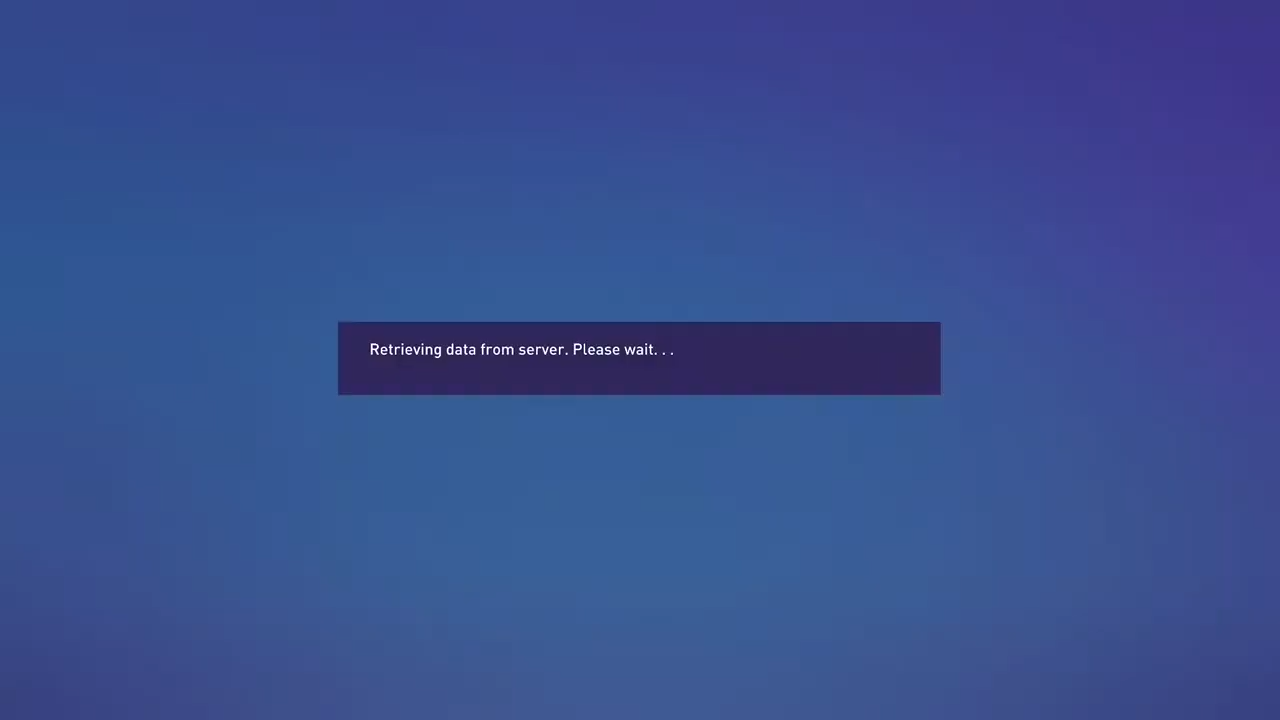 Retrieving data from server. Please wait. . .